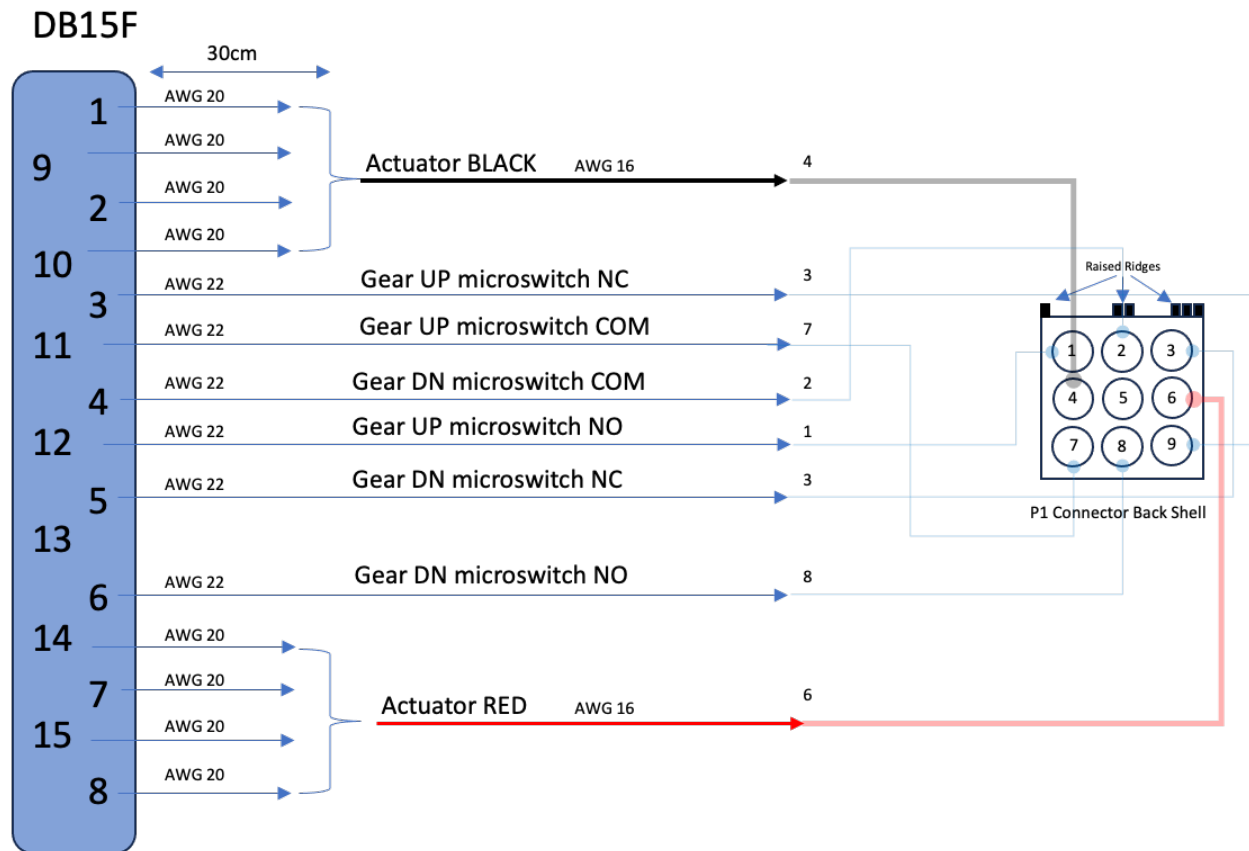 DB15F
30cm
1 AWG 20
9 AWG 20
2 AWG 20
10 AWG 20
Actuator BLACK AWG 16 4
3 AWG 22 Gear UP microswitch NC 3
11 AWG 22 Gear UP microswitch COM 7
4 AWG 22 Gear DN microswitch COM 2
12 AWG 22 Gear UP microswitch NO 1
5 AWG 22 Gear DN microswitch NC 3
13
6 AWG 22 Gear DN microswitch NO 8
14 AWG 20
7 AWG 20
15 AWG 20
8 AWG 20
Actuator RED AWG 16 6
Raised Ridges
1 2 3
4 5 6
7 8 9
P1 Connector Back Shell